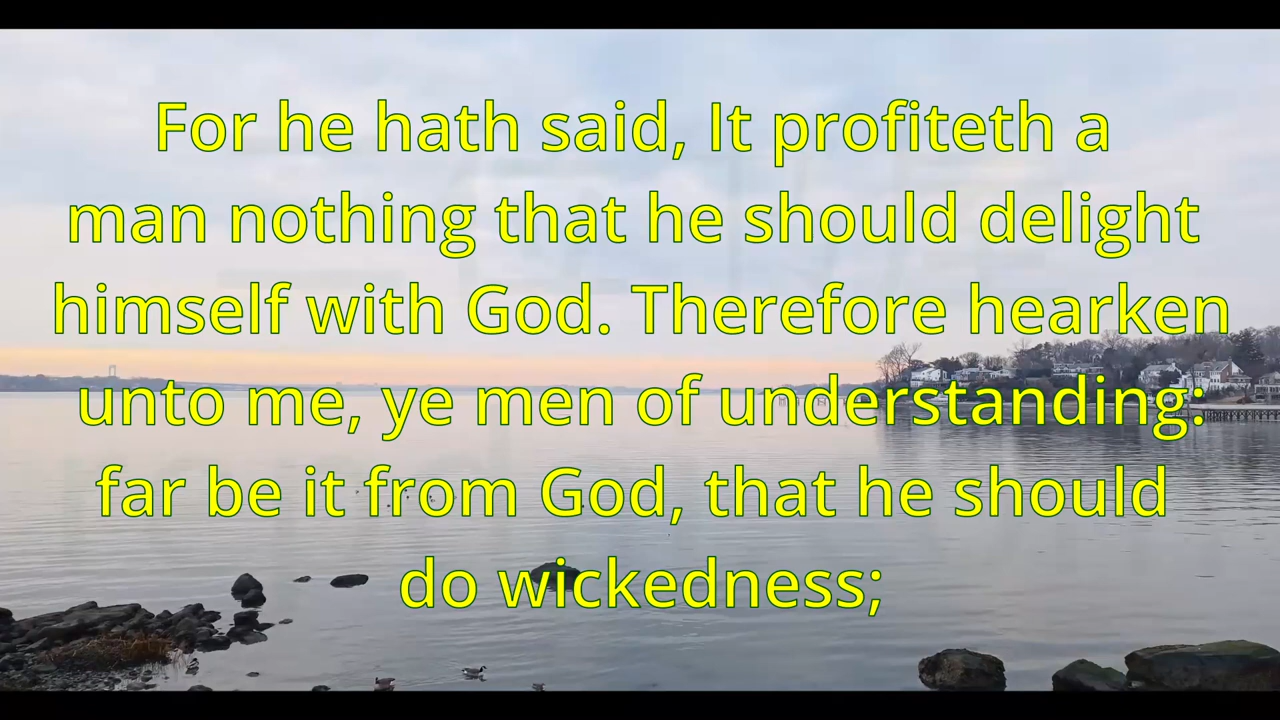 For he hath said, It profiteth a
man nothing that he should delight
himself with God. Therefore hearken
unto me, ye men of understanding:
far be it from God, that he should
do wickedness;